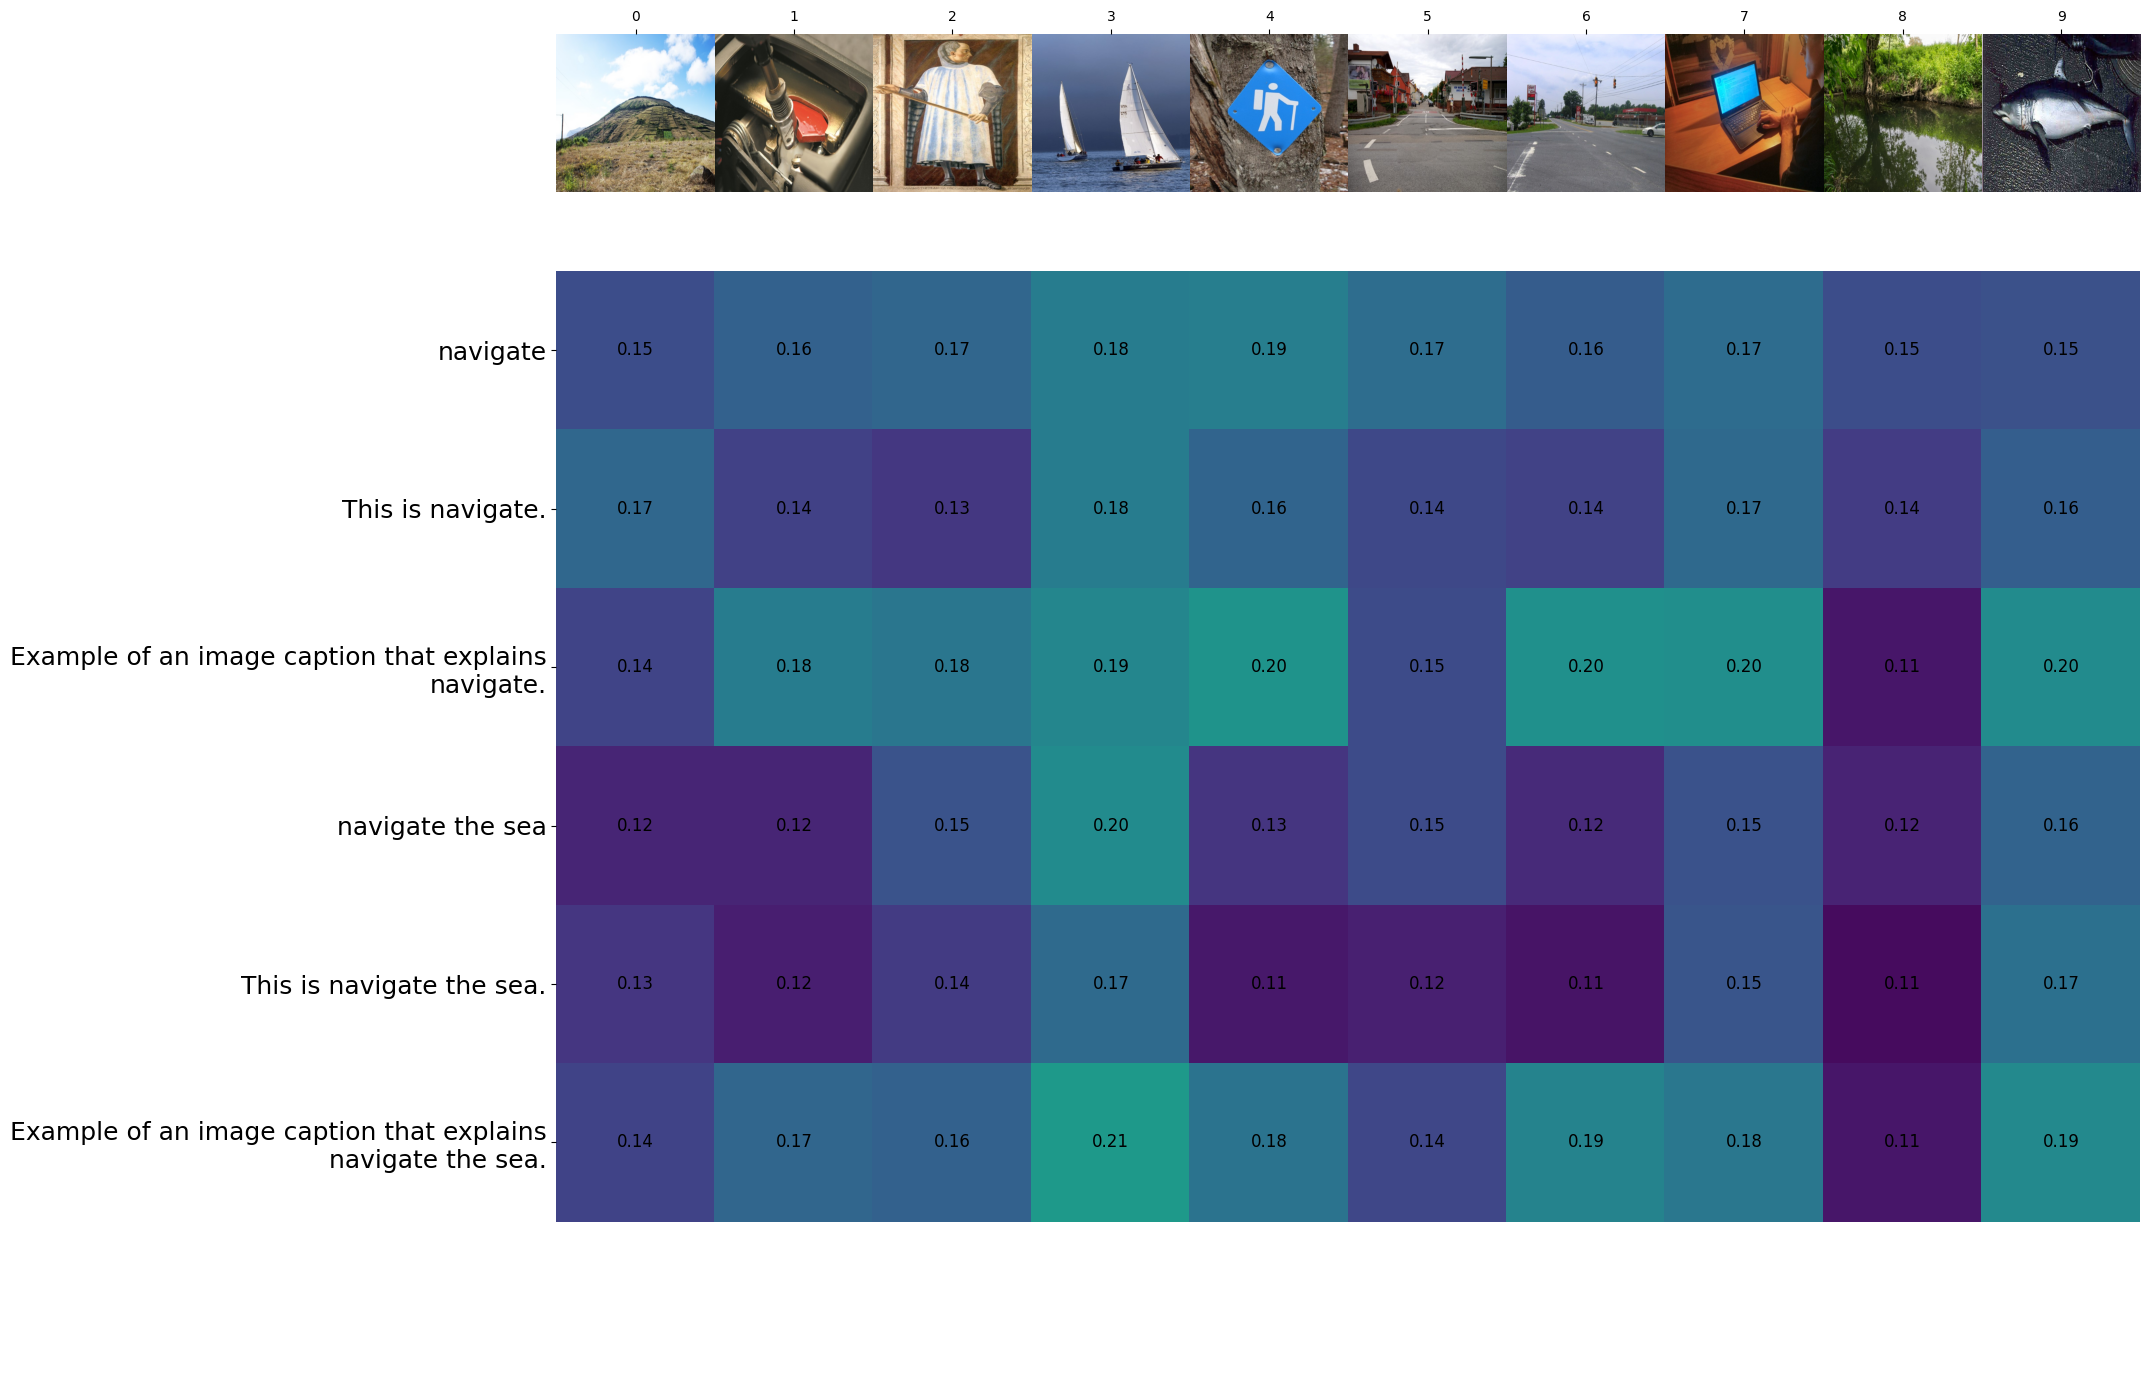 0 1 2 3 4 5 6 7 8 9
navigate 0.15 0.16 0.17 0.18 0.19 0.17 0.16 0.17 0.15 0.15
This is navigate. 0.17 0.14 0.13 0.18 0.16 0.14 0.14 0.17 0.14 0.16
Example of an image caption that explains
navigate. 0.14 0.18 0.18 0.19 0.20 0.15 0.20 0.20 0.11 0.20
navigate the sea 0.12 0.12 0.15 0.20 0.13 0.15 0.12 0.15 0.12 0.16
This is navigate the sea. 0.13 0.12 0.14 0.17 0.11 0.12 0.11 0.15 0.11 0.17
Example of an image caption that explains
navigate the sea. 0.14 0.17 0.16 0.21 0.18 0.14 0.19 0.18 0.11 0.19